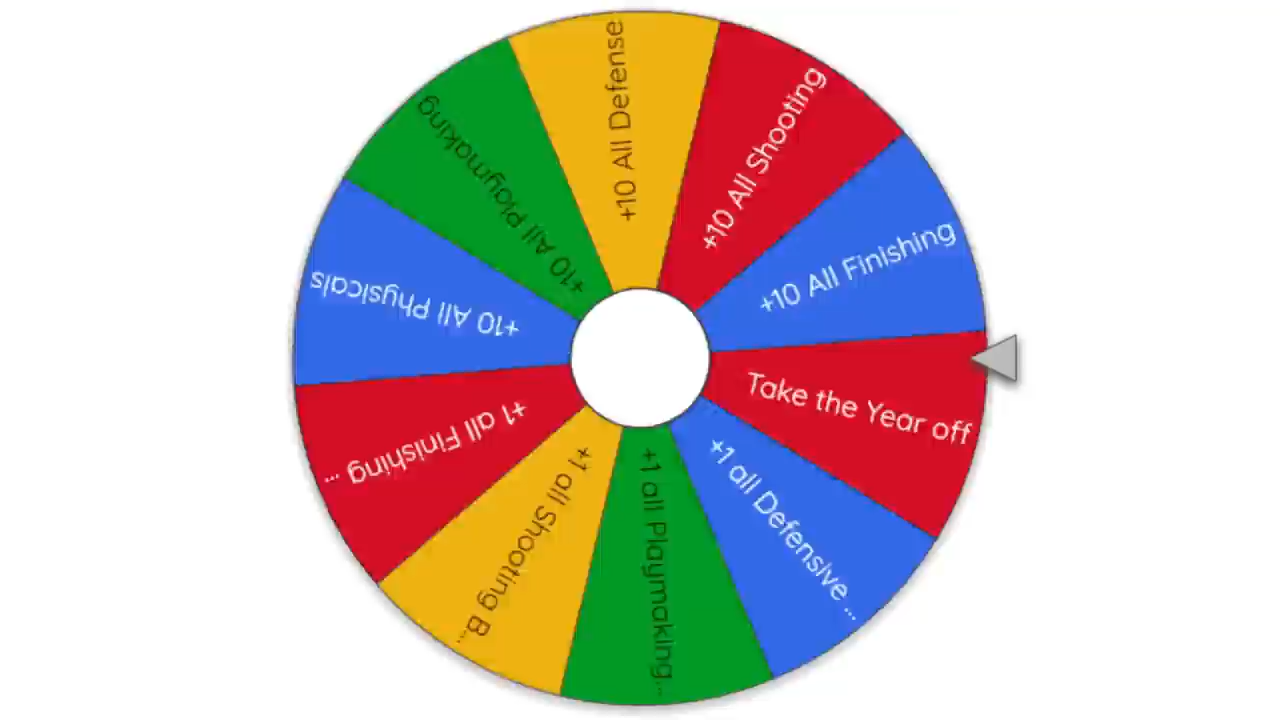 +10 All Defense
+10 All Shooting
+10 All Finishing
Take the Year off
+1 all Defensive ...
+1 all Playmaking...
+1 all Shooting B...
+1 all Finishing ...
+10 All Physicals
+10 All Playmaking